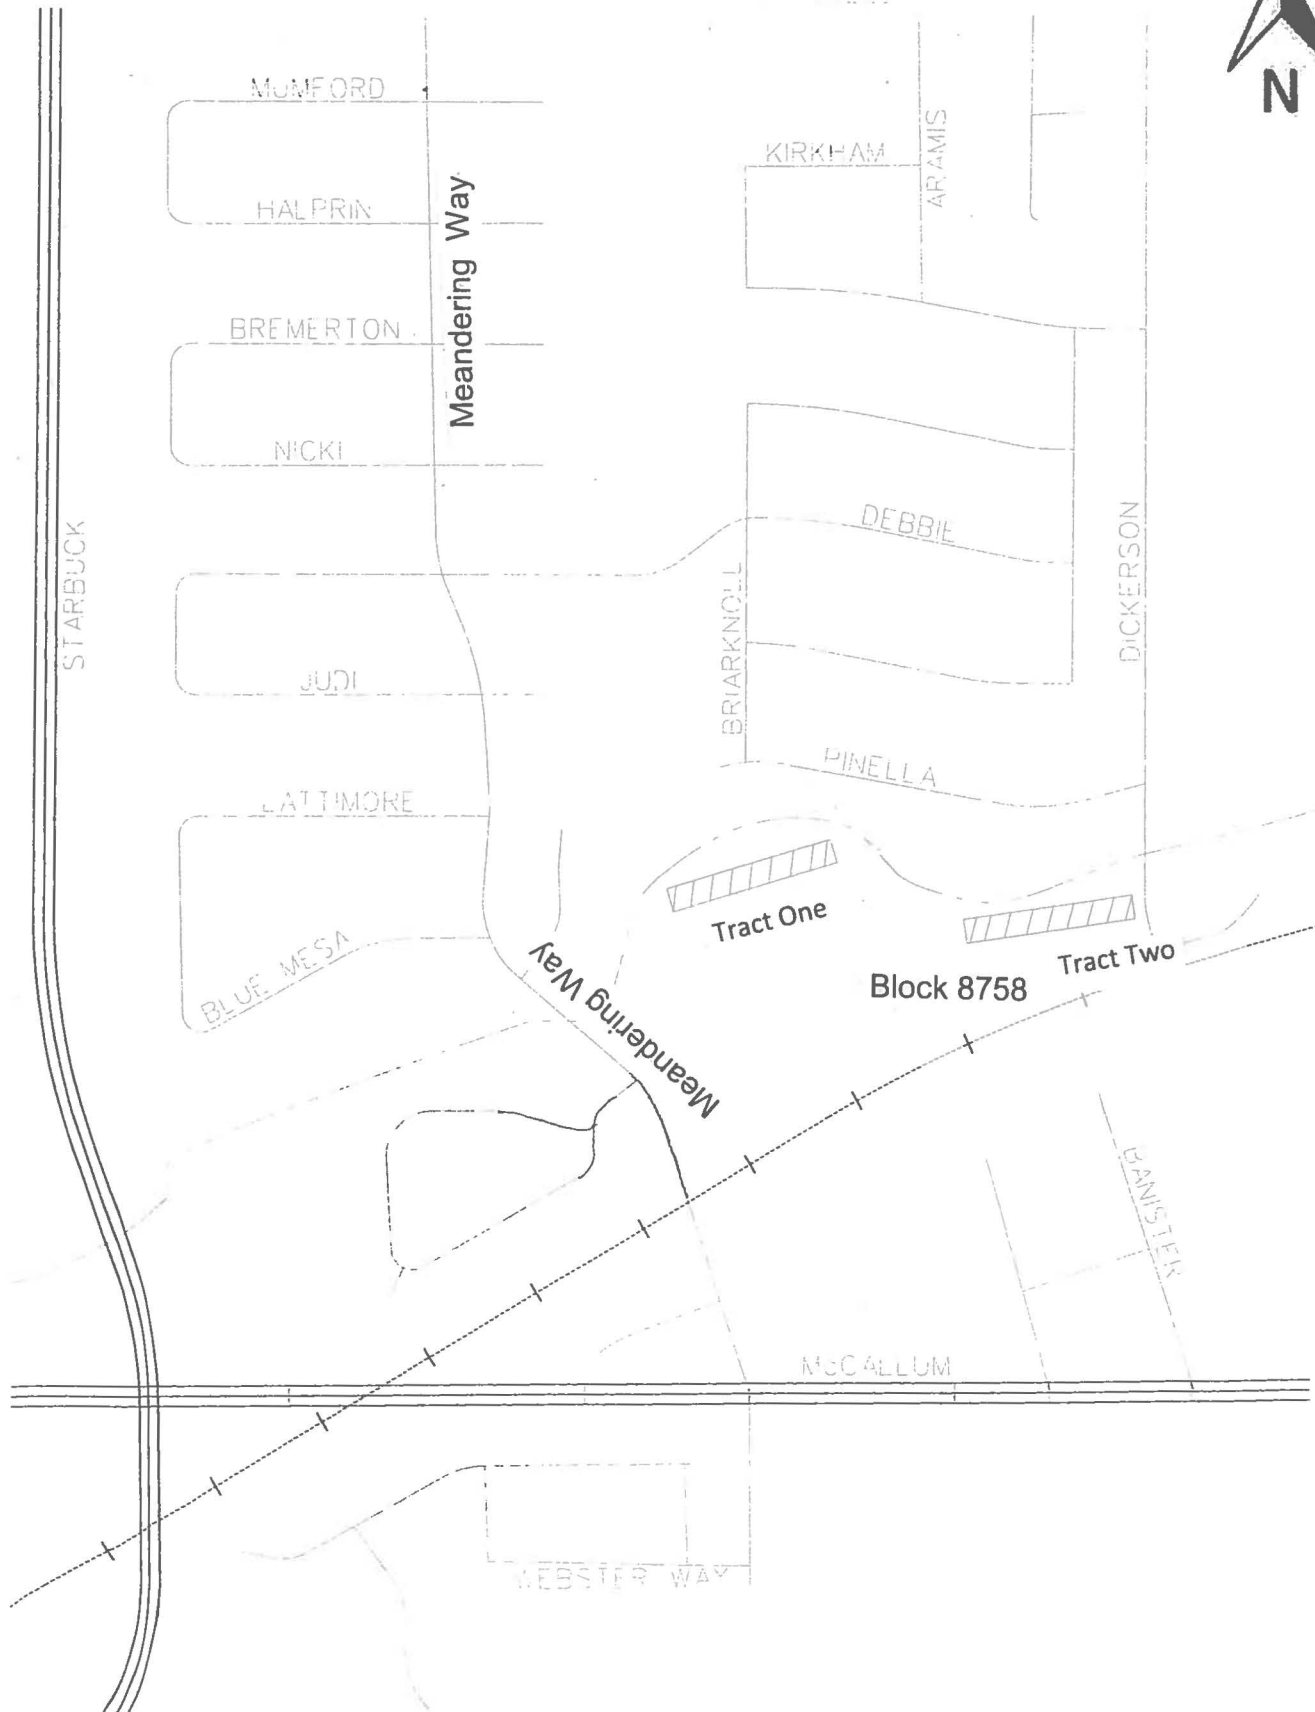 N
MUMFORD
KIRKHAM
ARAMIS
HALPRIN
Meandering Way
BREMERTON
NICKI
STARBUCK
DEBBIE
DICKERSON
BRIARKNOLL
JUDI
PINELLA
LATTIMORE
Tract One
BLUE MESA
Meandering Way
Tract Two
Block 8758
BANISTER
McCALLUM
WEBSTER WAY